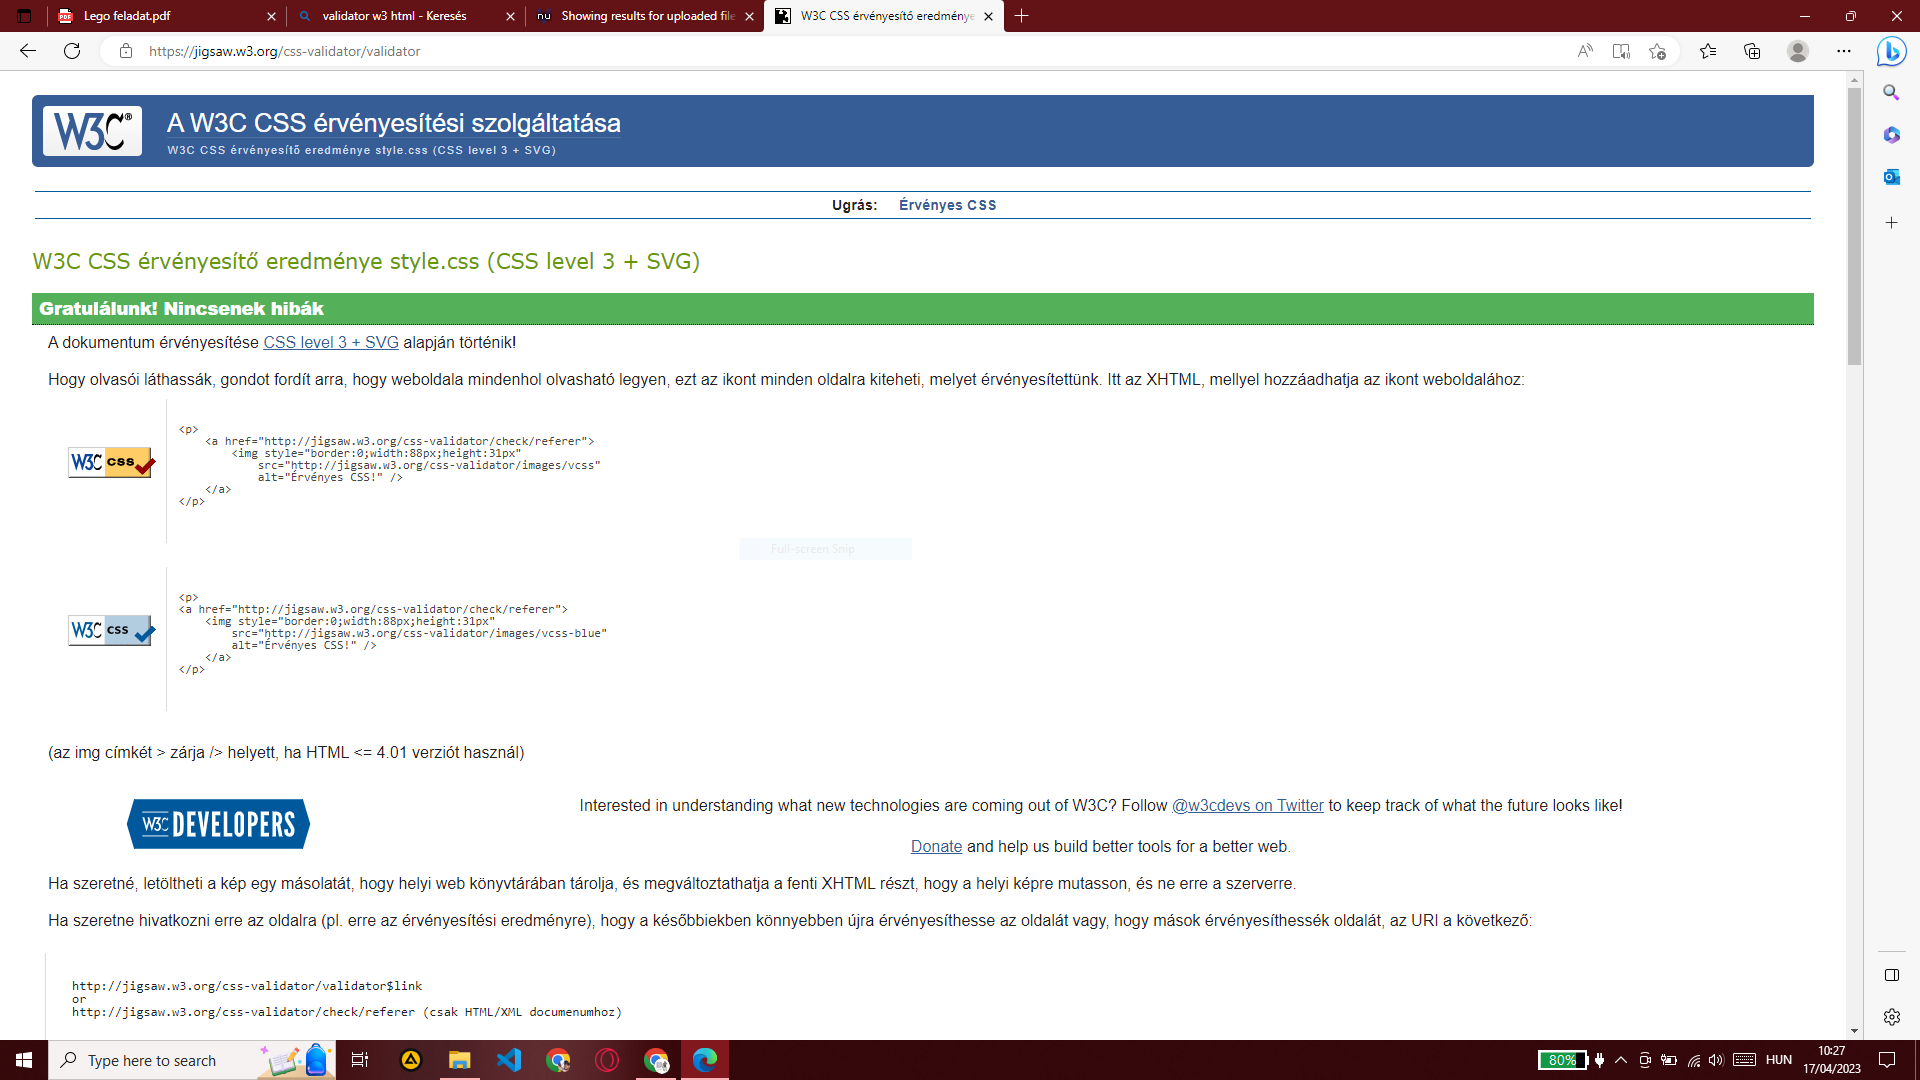 Lego feladat.pdf
validator w3 html - Keresés
Showing results for uploaded file
W3C CSS érvényesítő eredménye
https://jigsaw.w3.org/css-validator/validator
W3C®
A W3C CSS érvényesítési szolgáltatása
W3C CSS érvényesítő eredménye style.css (CSS level 3 + SVG)
Ugrás: Érvényes CSS
W3C CSS érvényesítő eredménye style.css (CSS level 3 + SVG)
Gratulálunk! Nincsenek hibák
A dokumentum érvényesítése CSS level 3 + SVG alapján történik!
Hogy olvasói láthassák, gondot fordít arra, hogy weboldala mindenhol olvasható legyen, ezt az ikont minden oldalra kiteheti, melyet érvényesítettünk. Itt az XHTML, mellyel hozzáadhatja az ikont weboldalához:
<p>
<a href="http://jigsaw.w3.org/css-validator/check/referer">
<img style="border:0;width:88px;height:31px"
src="http://jigsaw.w3.org/css-validator/images/vcss"
alt="Érvényes CSS!" />
</a>
</p>
W3C css
Full-screen Snip
<p>
<a href="http://jigsaw.w3.org/css-validator/check/referer">
<img style="border:0;width:88px;height:31px"
src="http://jigsaw.w3.org/css-validator/images/vcss-blue"
alt="Érvényes CSS!" />
</a>
</p>
W3C css
(az img címkét > zárja /> helyett, ha HTML <= 4.01 verziót használ)
W3C DEVELOPERS
Interested in understanding what new technologies are coming out of W3C? Follow @w3cdevs on Twitter to keep track of what the future looks like!
Donate and help us build better tools for a better web.
Ha szeretné, letöltheti a kép egy másolatát, hogy helyi web könyvtárában tárolja, és megváltoztathatja a fenti XHTML részt, hogy a helyi képre mutasson, és ne erre a szerverre.
Ha szeretne hivatkozni erre az oldalra (pl. erre az érvényesítési eredményre), hogy a későbbiekben könnyebben újra érvényesíthesse az oldalát vagy, hogy mások érvényesíthessék oldalát, az URI a következő:
http://jigsaw.w3.org/css-validator/validator$link
or
http://jigsaw.w3.org/css-validator/check/referer (csak HTML/XML documenumhoz)
Type here to search
80%
HUN
10:27
17/04/2023